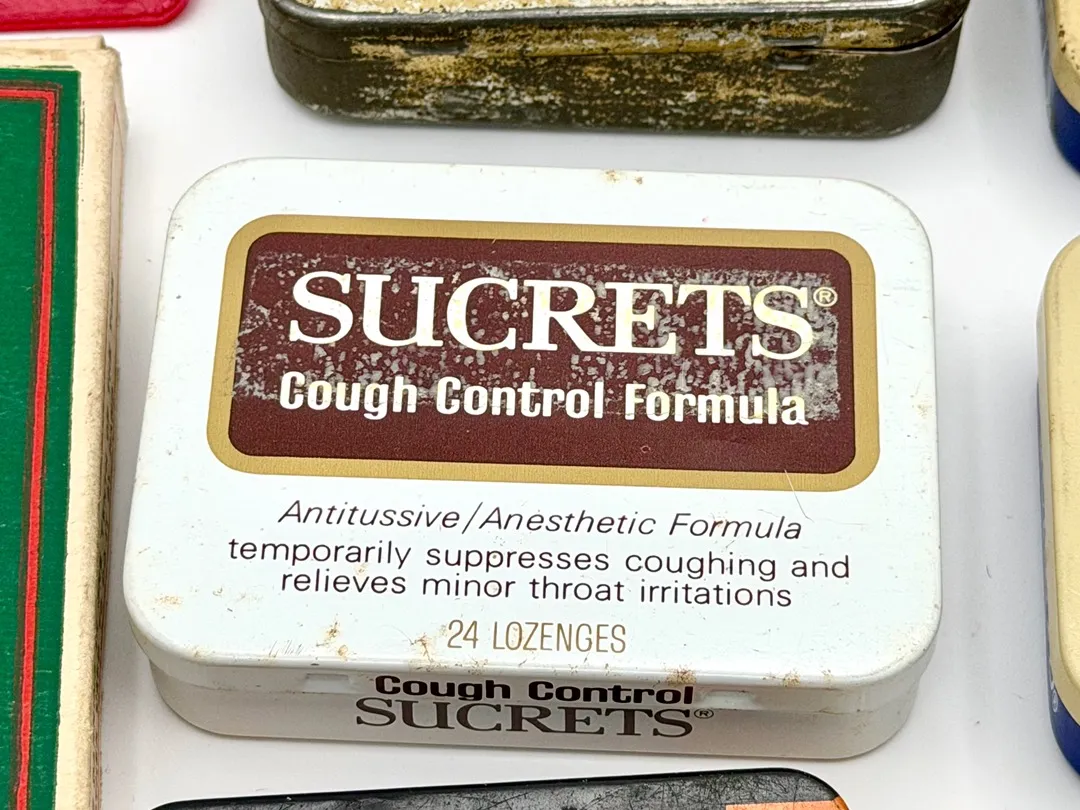 SUCRETS®
Cough Control Formula
Antitussive/Anesthetic Formula
temporarily suppresses coughing and
relieves minor throat irritations
24 LOZENGES
Cough Control
SUCRETS®